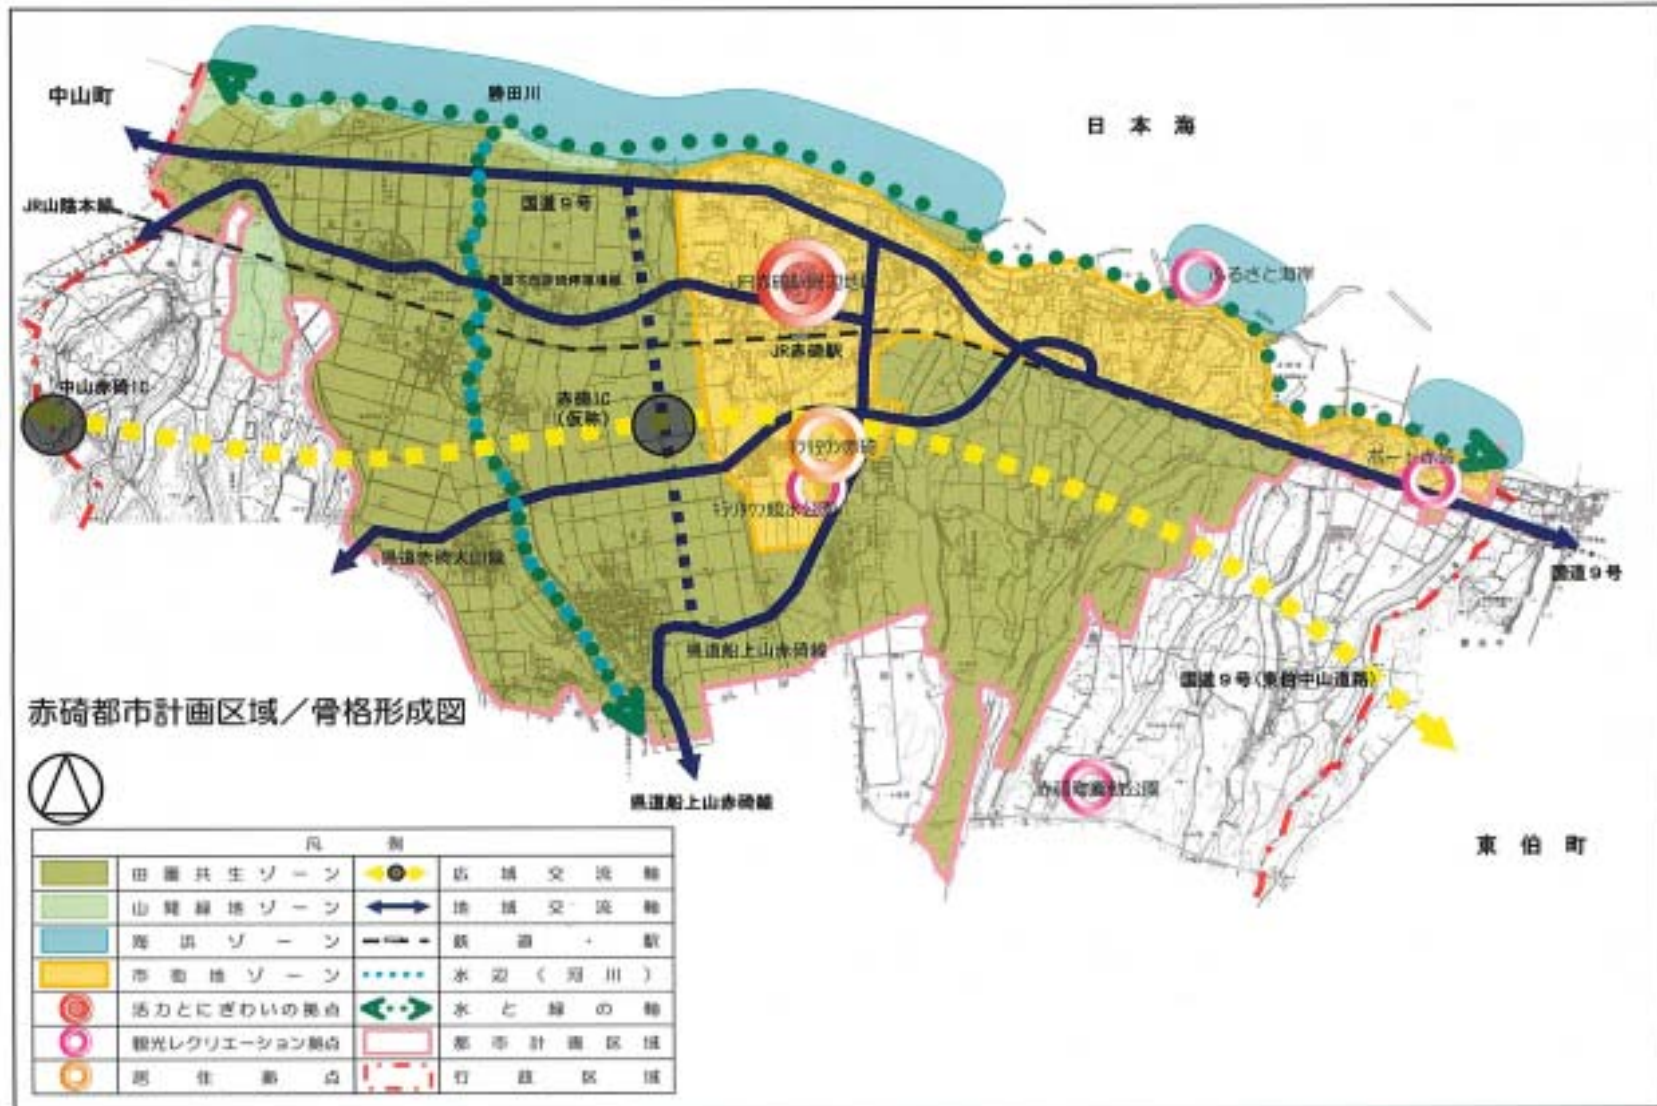 中山町
勝田川
日本海
JR山陰本線
国道9号
ふるさと海岸
JR赤碕駅
中山赤碕IC
赤碕IC
(仮称)
ポート赤碕
県道赤碕大山線
国道9号
県道船上山赤碕線
国道9号(東伯中山道路)
赤碕都市計画区域/骨格形成図
県道船上山赤碕線
東伯町
凡例
田園共生ゾーン 広域交流軸
山間緑地ゾーン 地域交流軸
海浜ゾーン 鉄道・駅
市街地ゾーン 水辺(河川)
活力とにぎわいの拠点 水と緑の軸
観光レクリエーション拠点 都市計画区域
居住拠点 行政区域